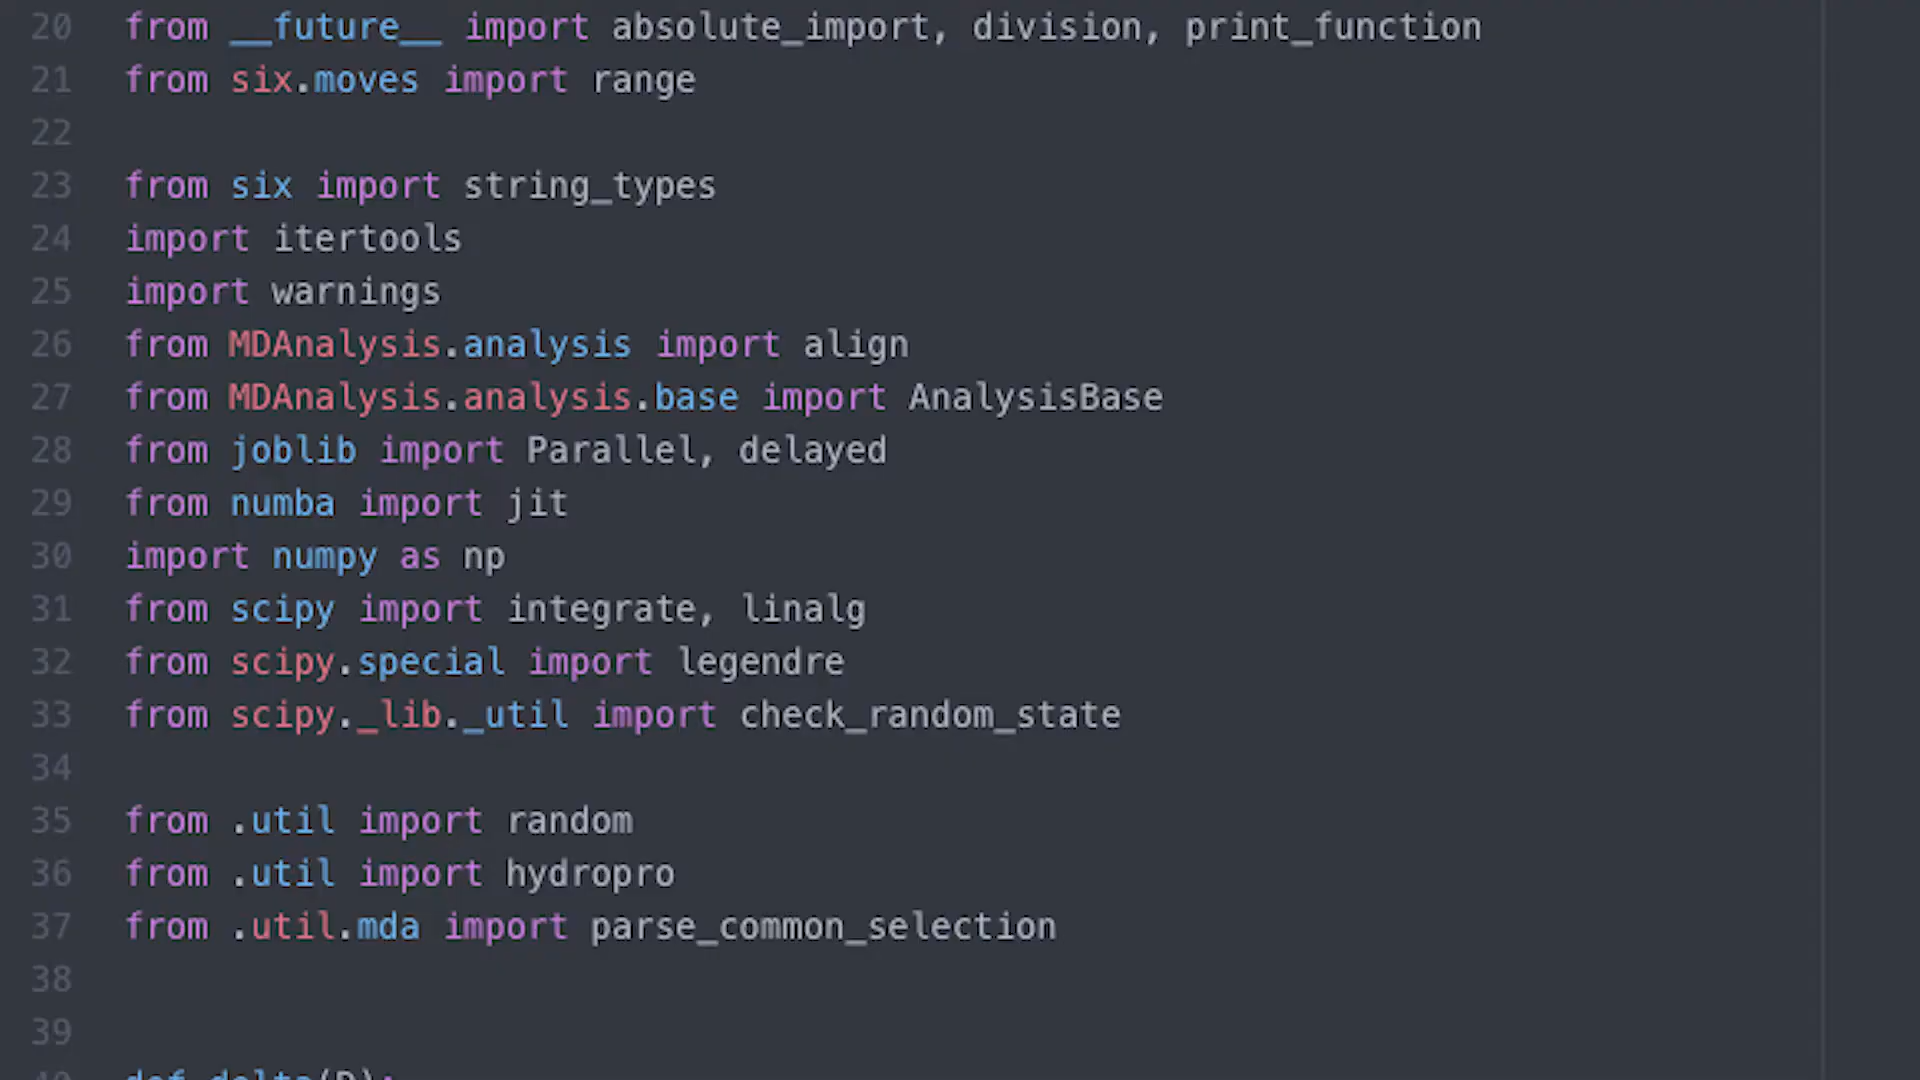 20 from __future__ import absolute_import, division, print_function
21 from six.moves import range
22
23 from six import string_types
24 import itertools
25 import warnings
26 from MDAnalysis.analysis import align
27 from MDAnalysis.analysis.base import AnalysisBase
28 from joblib import Parallel, delayed
29 from numba import jit
30 import numpy as np
31 from scipy import integrate, linalg
32 from scipy.special import legendre
33 from scipy._lib._util import check_random_state
34
35 from .util import random
36 from .util import hydropro
37 from .util.mda import parse_common_selection
38
39
40 def delta(